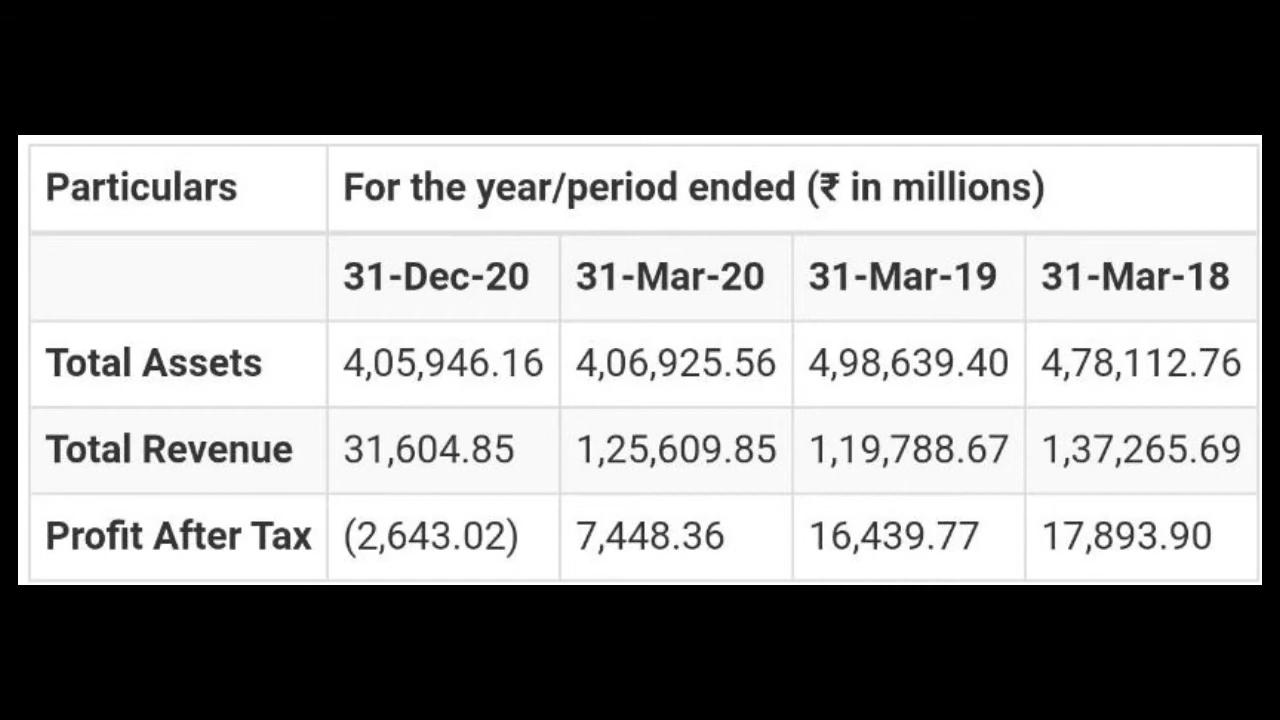 Particulars For the year/period ended (₹ in millions)
31-Dec-20 31-Mar-20 31-Mar-19 31-Mar-18
Total Assets 4,05,946.16 4,06,925.56 4,98,639.40 4,78,112.76
Total Revenue 31,604.85 1,25,609.85 1,19,788.67 1,37,265.69
Profit After Tax (2,643.02) 7,448.36 16,439.77 17,893.90